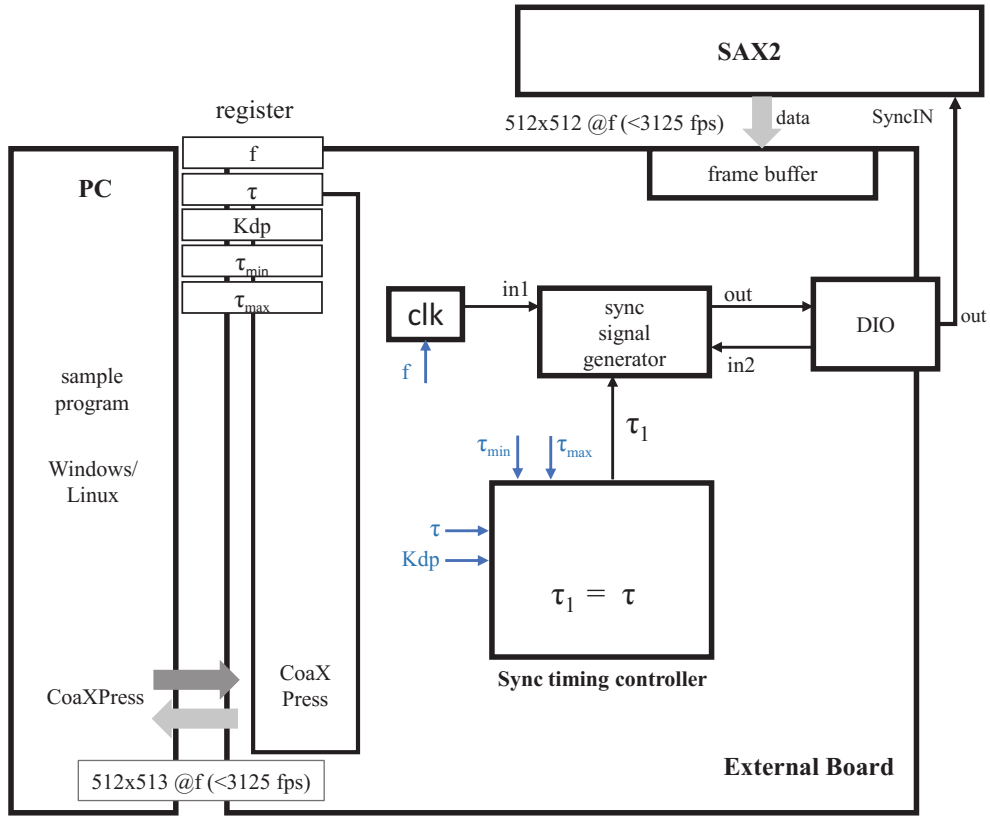 SAX2
register
512x512 @f (<3125 fps)
data
SyncIN
f
PC
τ
frame buffer
Kdp
τmin
τmax
in1
out
clk
sync
signal
generator
DIO
out
f
in2
sample
program
τ1
τmin
τmax
Windows/
Linux
τ
Kdp
τ1 = τ
CoaX
Press
Sync timing controller
CoaXPress
External Board
512x513 @f (<3125 fps)